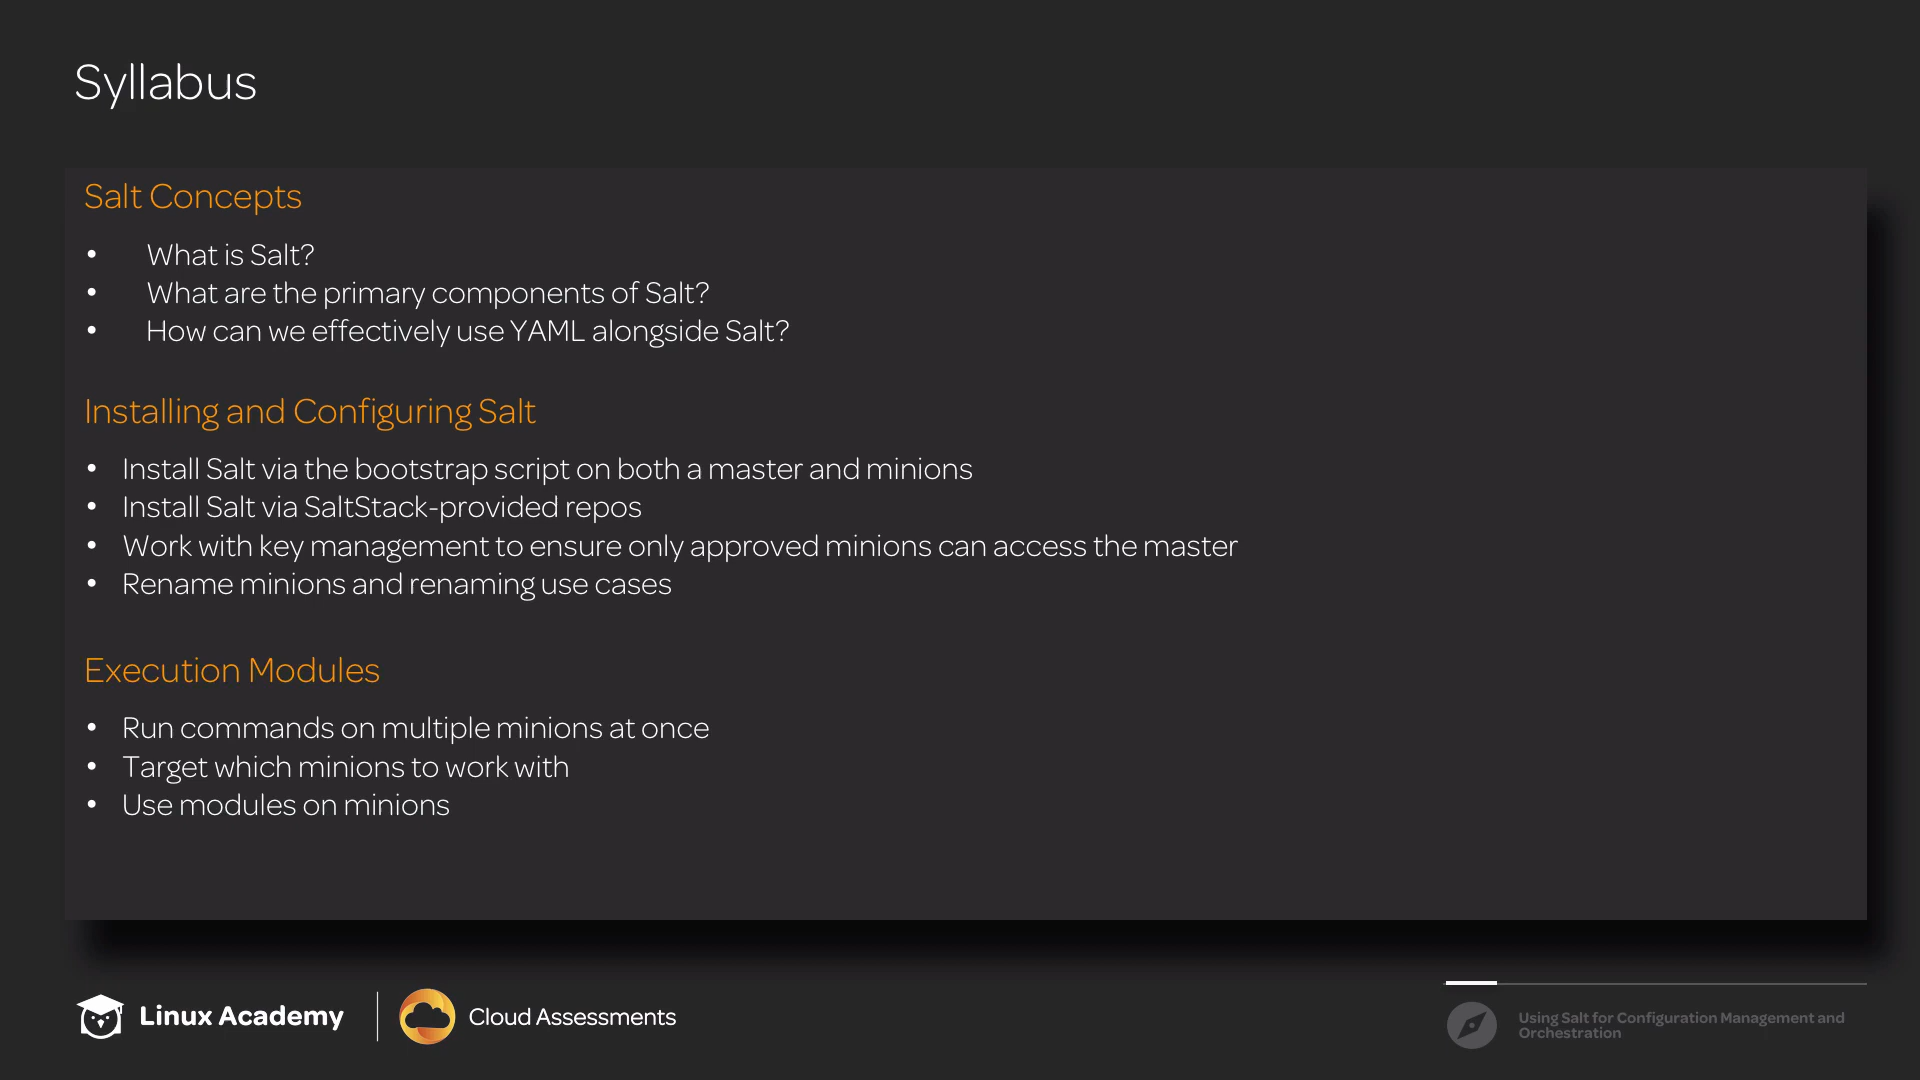 Syllabus
Salt Concepts
• What is Salt?
• What are the primary components of Salt?
• How can we effectively use YAML alongside Salt?
Installing and Configuring Salt
• Install Salt via the bootstrap script on both a master and minions
• Install Salt via SaltStack-provided repos
• Work with key management to ensure only approved minions can access the master
• Rename minions and renaming use cases
Execution Modules
• Run commands on multiple minions at once
• Target which minions to work with
• Use modules on minions
Linux Academy
Cloud Assessments
Using Salt for Configuration Management and
Orchestration